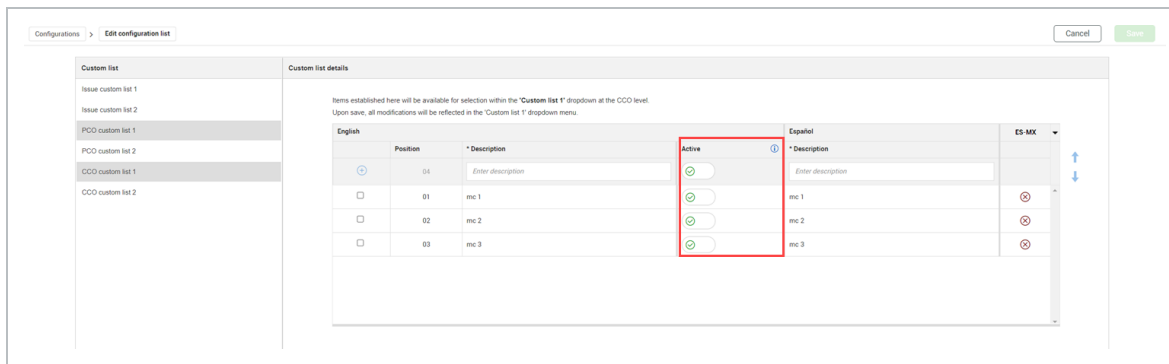 Configurations > Edit configuration list
Cancel
Save
Custom list
Custom list details
Issue custom list 1
Issue custom list 2
PCO custom list 1
PCO custom list 2
CCO custom list 1
CCO custom list 2
Items established here will be available for selection within the 'Custom list 1' dropdown at the CCO level.
Upon save, all modifications will be reflected in the 'Custom list 1' dropdown menu.
English Español ES-MX
Position * Description Active * Description
04 Enter description Enter description
01 mc 1 mc 1
02 mc 2 mc 2
03 mc 3 mc 3